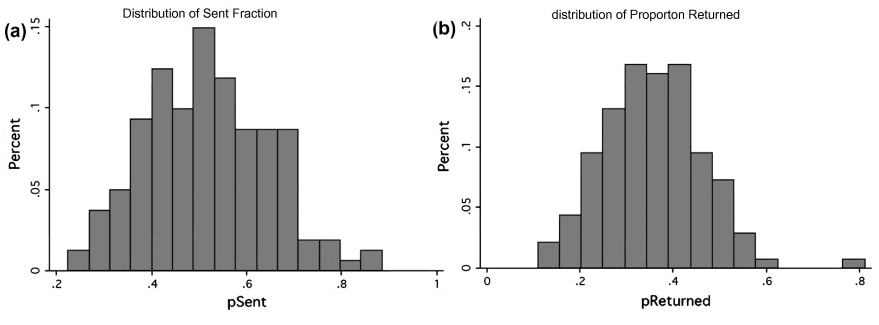 (a)
Distribution of Sent Fraction
.15
.1
.05
0
Percent
.2 .4 .6 .8 1
pSent
(b)
distribution of Proporton Returned
.2
.15
.1
.05
0
Percent
0 .2 .4 .6 .8
pReturned